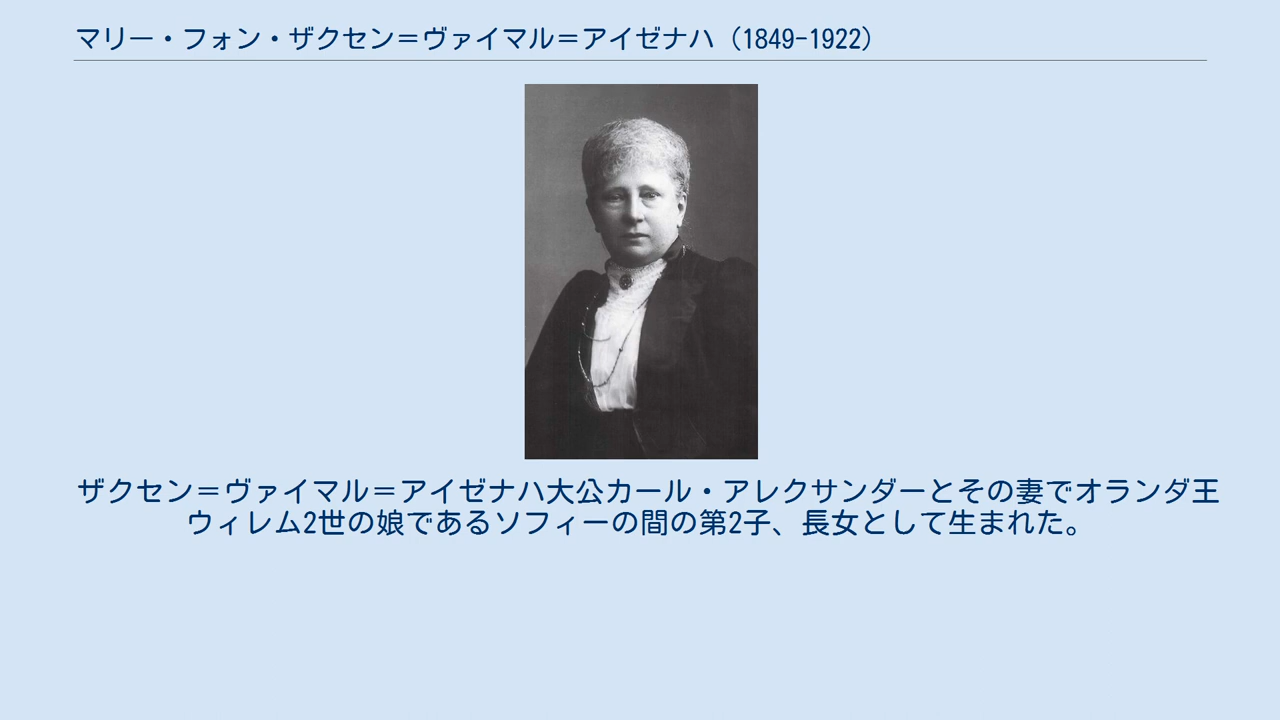 マリー・フォン・ザクセン＝ヴァイマル＝アイゼナハ（1849-1922）
ザクセン＝ヴァイマル＝アイゼナハ大公カール・アレクサンダーとその妻でオランダ王
ウィレム2世の娘であるソフィーの間の第2子、長女として生まれた。